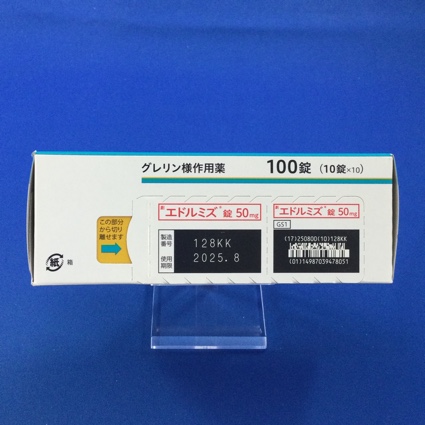 グレリン様作用薬 100錠 (10錠×10)
この部分
から切り
離せます
エドルミズ®錠 50mg
製造
番号 128KK
使用
期限 2025.8
エドルミズ®錠 50mg
GS1
(17)250800(10)128KK
(01)14987039478051
紙 箱